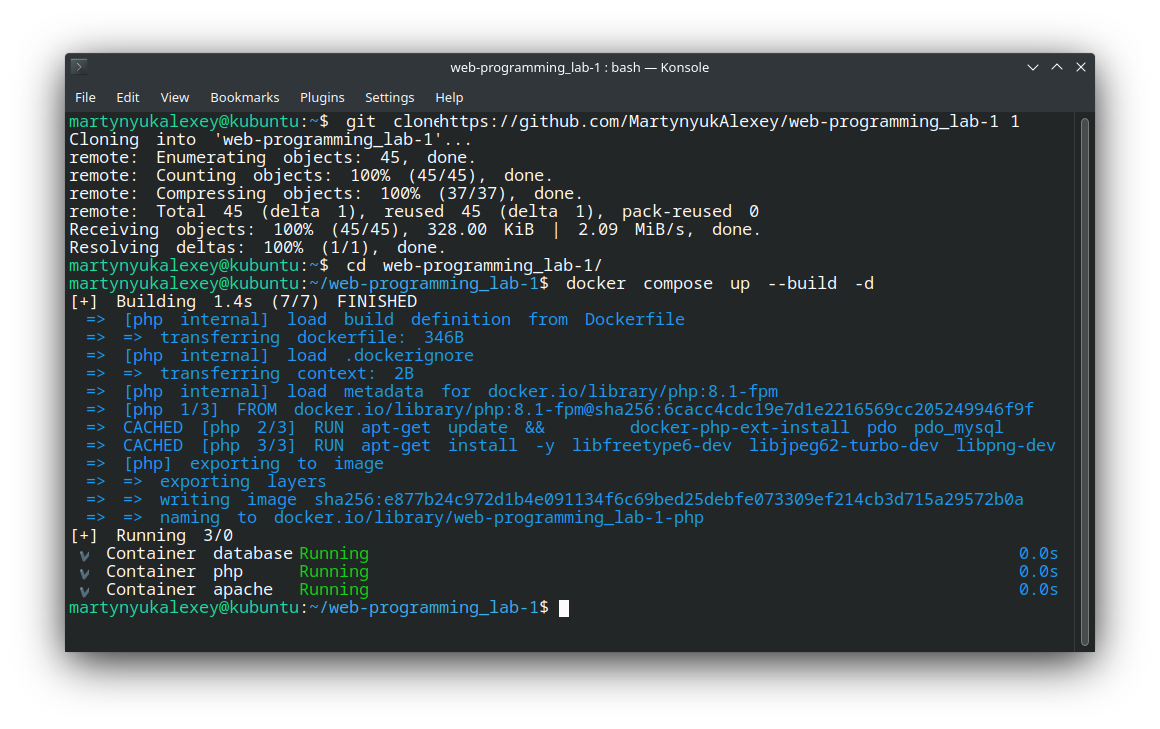 web-programming_lab-1 : bash — Konsole
File Edit View Bookmarks Plugins Settings Help
martynyukalexey@kubuntu:~$ git clonehttps://github.com/MartynyukAlexey/web-programming_lab-1 1
Cloning into 'web-programming_lab-1'...
remote: Enumerating objects: 45, done.
remote: Counting objects: 100% (45/45), done.
remote: Compressing objects: 100% (37/37), done.
remote: Total 45 (delta 1), reused 45 (delta 1), pack-reused 0
Receiving objects: 100% (45/45), 328.00 KiB | 2.09 MiB/s, done.
Resolving deltas: 100% (1/1), done.
martynyukalexey@kubuntu:~$ cd web-programming_lab-1/
martynyukalexey@kubuntu:~/web-programming_lab-1$ docker compose up --build -d
[+] Building 1.4s (7/7) FINISHED
=> [php internal] load build definition from Dockerfile
=> => transferring dockerfile: 346B
=> [php internal] load .dockerignore
=> => transferring context: 2B
=> [php internal] load metadata for docker.io/library/php:8.1-fpm
=> [php 1/3] FROM docker.io/library/php:8.1-fpm@sha256:6cacc4cdc19e7d1e2216569cc205249946f9f
=> CACHED [php 2/3] RUN apt-get update && docker-php-ext-install pdo pdo_mysql
=> CACHED [php 3/3] RUN apt-get install -y libfreetype6-dev libjpeg62-turbo-dev libpng-dev
=> [php] exporting to image
=> => exporting layers
=> => writing image sha256:e877b24c972d1b4e091134f6c69bed25debfe073309ef214cb3d715a29572b0a
=> => naming to docker.io/library/web-programming_lab-1-php
[+] Running 3/0
✔ Container database Running 0.0s
✔ Container php Running 0.0s
✔ Container apache Running 0.0s
martynyukalexey@kubuntu:~/web-programming_lab-1$